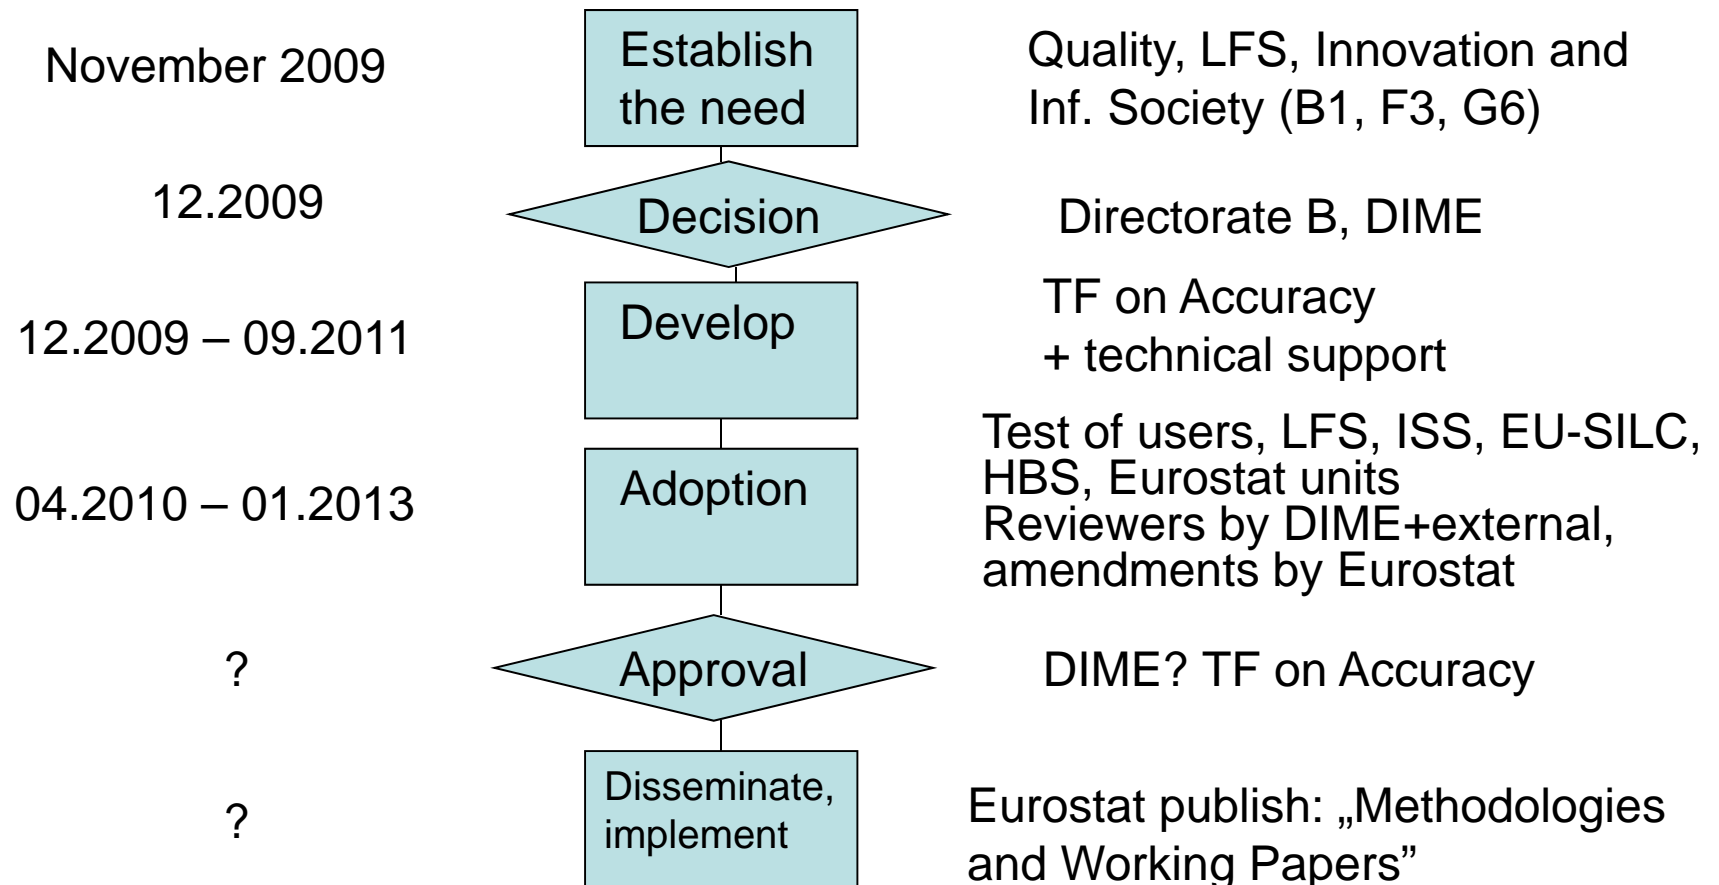 November 2009
Establish
the need
Quality, LFS, Innovation and
Inf. Society (B1, F3, G6)
12.2009
Decision
Directorate B, DIME
12.2009 – 09.2011
Develop
TF on Accuracy
+ technical support
04.2010 – 01.2013
Adoption
Test of users, LFS, ISS, EU-SILC,
HBS, Eurostat units
Reviewers by DIME+external,
amendments by Eurostat
?
Approval
DIME? TF on Accuracy
?
Disseminate,
implement
Eurostat publish: „Methodologies
and Working Papers”